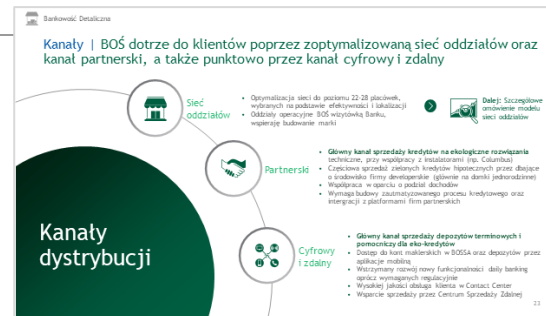 Bankowość Detaliczna
Kanały | BOŚ dotrze do klientów poprzez zoptymalizowaną sieć oddziałów oraz
kanał partnerski, a także punktowo przez kanał cyfrowy i zdalny
Sieć
oddziałów
• Optymalizacja sieci do poziomu 22-28 placówek,
wybranych na podstawie efektywności i lokalizacji
• Oddziały operacyjne BOŚ wizytówką Banku,
wspieraję budowanie marki
Dalej: Szczegółowe
omówienie modelu
sieci oddziałów
Partnerski
• Główny kanał sprzedaży kredytów na ekologiczne rozwiązania
techniczne, przy współpracy z instalatorami (np. Columbus)
• Częściowa sprzedaż zielonych kredytów hipotecznych przez dbające
o środowisko firmy deweloperskie (głównie na domki jednorodzinne)
• Współpraca w oparciu o podział dochodów
• Wymaga budowy zautmatyzowanego procesu kredytowego oraz
intergracji z platformami firm partnerskich
Kanały
dystrybucji
Cyfrowy
i zdalny
• Główny kanał sprzedaży depozytów terminowych i
pomocniczy dla eko-kredytów
• Dostęp do kont maklerskich w BOSSA oraz depozytów przez
aplikacje mobilną
• Wstrzymany rozwój nowy funkcjonalności daily banking
oprócz wymaganych regulacyjnie
• Wysokiej jakości obsługa klienta w Contact Center
• Wsparcie sprzedaży przez Centrum Sprzedaży Zdalnej
23